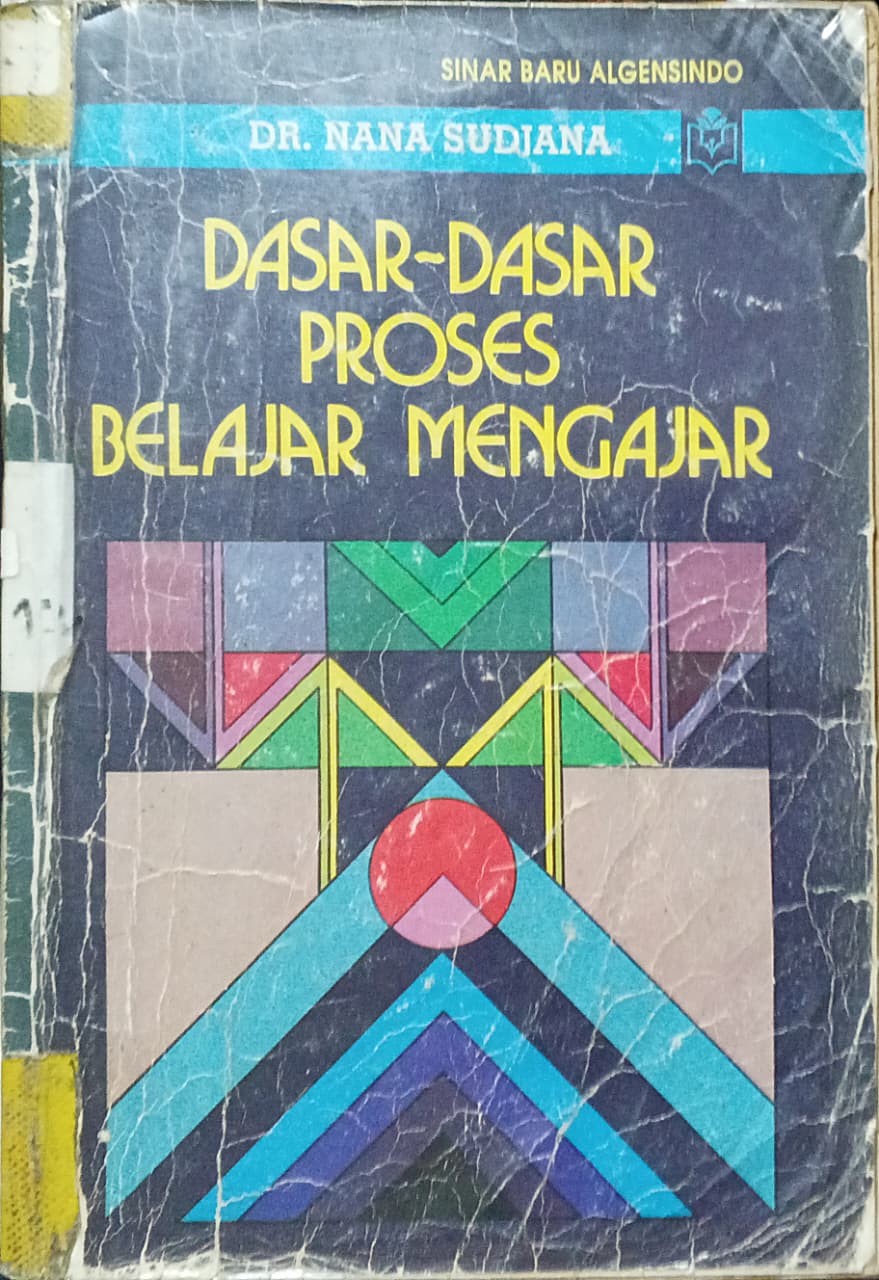 SINAR BARU ALGENSINDO
DR. NANA SUDJANA
DASAR-DASAR
PROSES
BELAJAR MENGAJAR